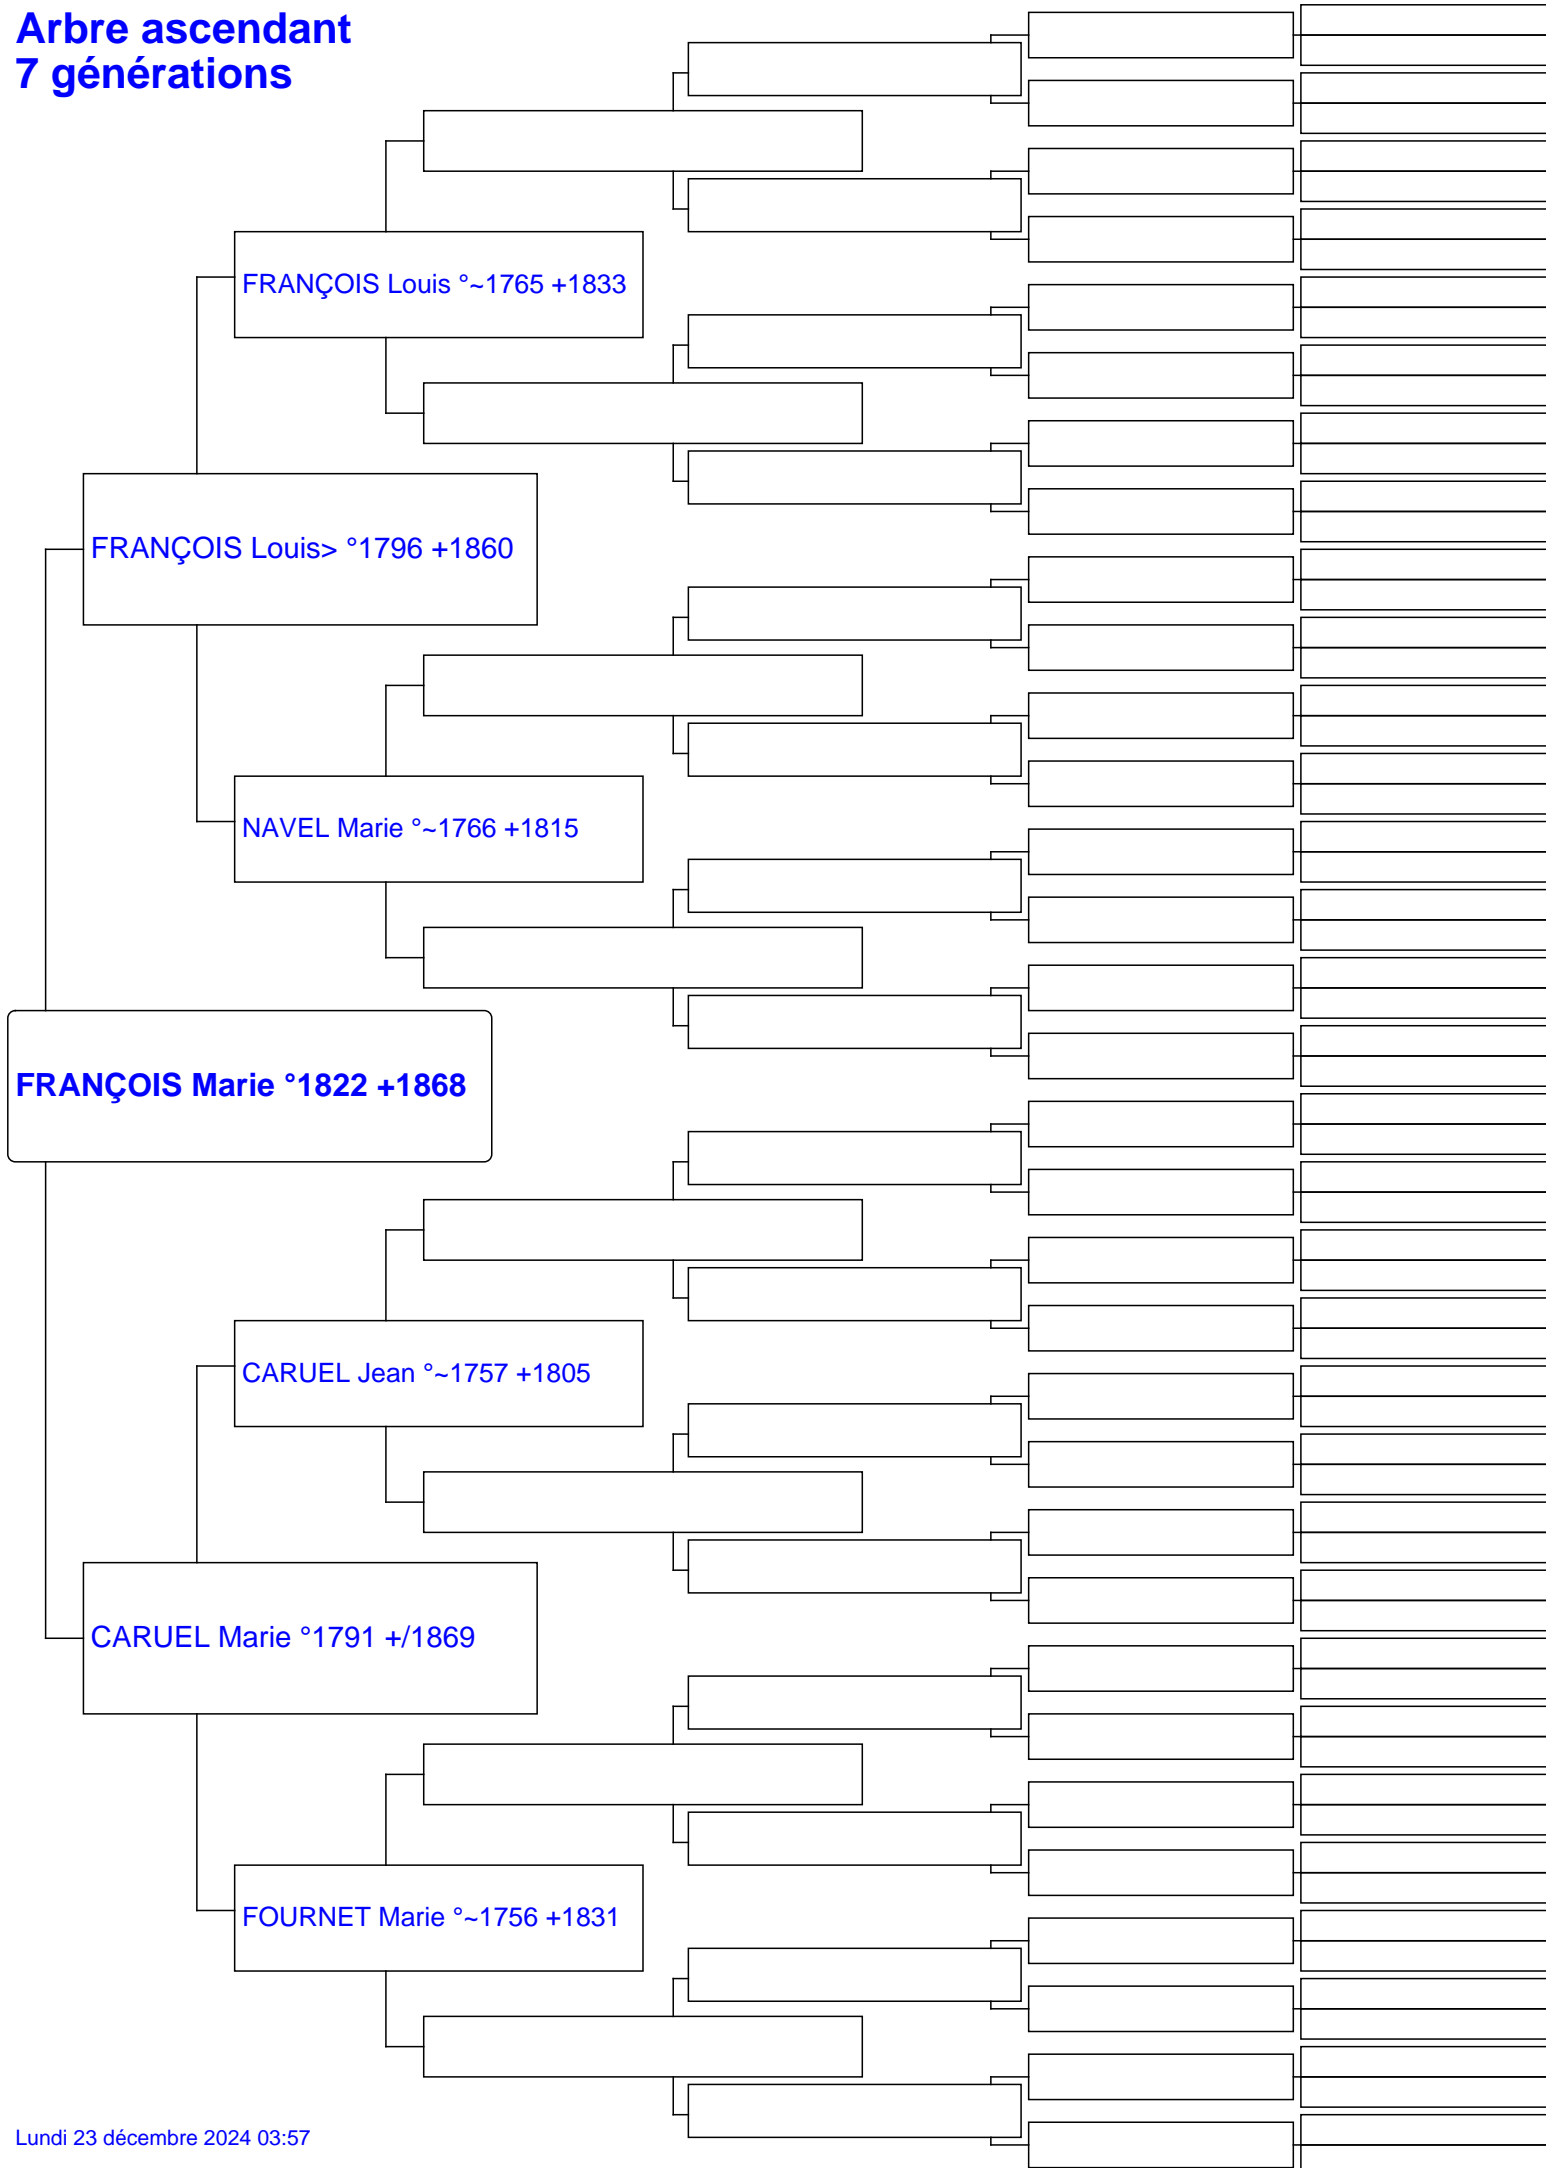 Arbre ascendant
7 générations
FRANÇOIS Louis °~1765 +1833
FRANÇOIS Louis> °1796 +1860
NAVEL Marie °~1766 +1815
FRANÇOIS Marie °1822 +1868
CARUEL Jean °~1757 +1805
CARUEL Marie °1791 +/1869
FOURNET Marie °~1756 +1831
Lundi 23 décembre 2024 03:57